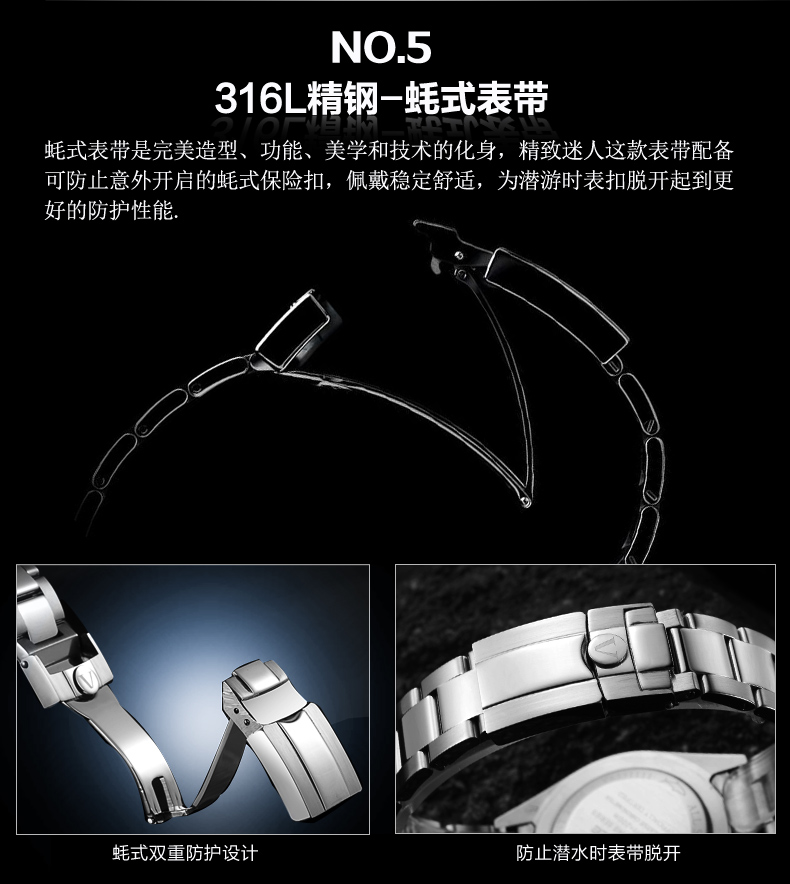 NO.5
316L精钢-蚝式表带
蚝式表带是完美造型、功能、美学和技术的化身，精致迷人这款表带配备
可防止意外开启的蚝式保险扣，佩戴稳定舒适，为潜游时表扣脱开起到更
好的防护性能.
蚝式双重防护设计
防止潜水时表带脱开